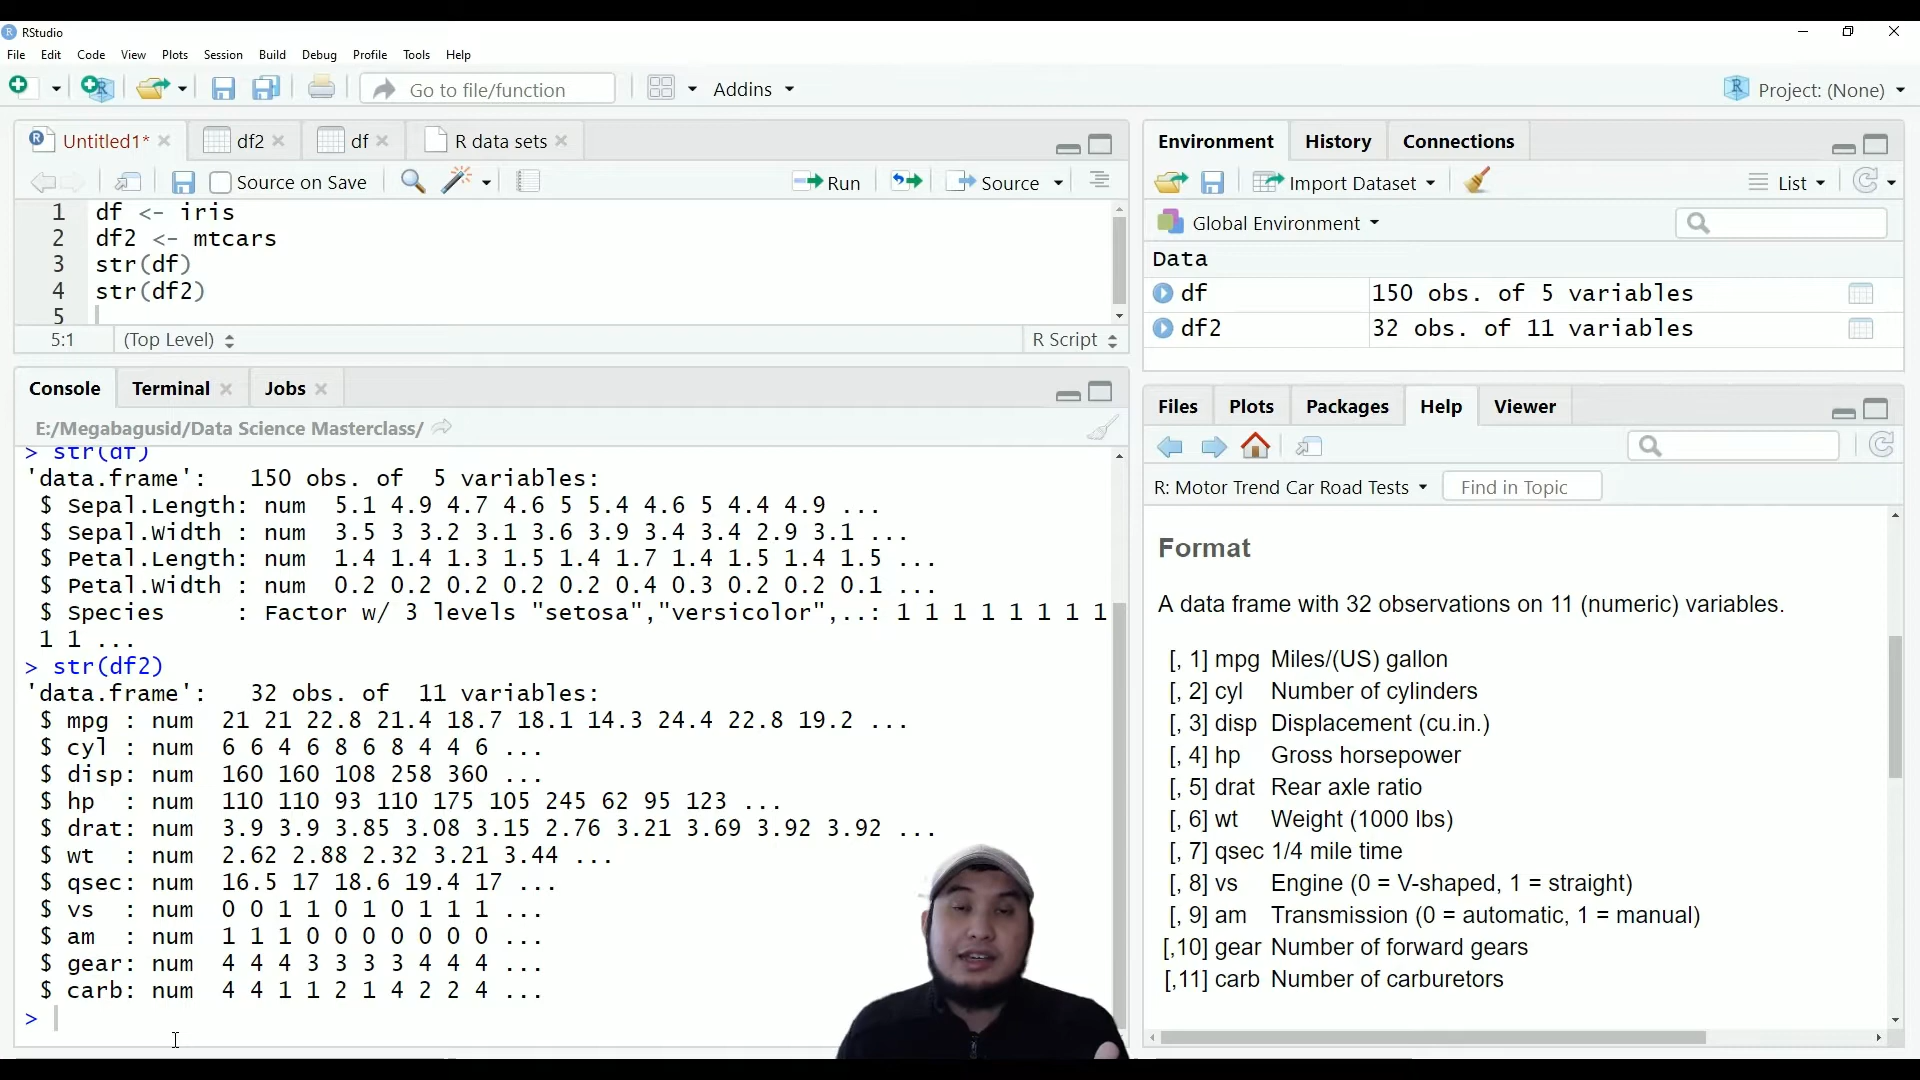 RStudio
File Edit Code View Plots Session Build Debug Profile Tools Help
Go to file/function Addins Project: (None)
Untitled1* df2 df R data sets
Source on Save Run Source
1 df <- iris
2 df2 <- mtcars
3 str(df)
4 str(df2)
5
5:1 (Top Level) R Script
Console Terminal Jobs
E:/Megabagusid/Data Science Masterclass/
> str(df)
'data.frame': 150 obs. of 5 variables:
$ Sepal.Length: num 5.1 4.9 4.7 4.6 5 5.4 4.6 5 4.4 4.9 ...
$ Sepal.Width : num 3.5 3 3.2 3.1 3.6 3.9 3.4 3.4 2.9 3.1 ...
$ Petal.Length: num 1.4 1.4 1.3 1.5 1.4 1.7 1.4 1.5 1.4 1.5 ...
$ Petal.Width : num 0.2 0.2 0.2 0.2 0.2 0.4 0.3 0.2 0.2 0.1 ...
$ Species : Factor w/ 3 levels "setosa","versicolor",..: 1 1 1 1 1 1 1 1
1 1 ...
> str(df2)
'data.frame': 32 obs. of 11 variables:
$ mpg : num 21 21 22.8 21.4 18.7 18.1 14.3 24.4 22.8 19.2 ...
$ cyl : num 6 6 4 6 8 6 8 4 4 6 ...
$ disp: num 160 160 108 258 360 ...
$ hp : num 110 110 93 110 175 105 245 62 95 123 ...
$ drat: num 3.9 3.9 3.85 3.08 3.15 2.76 3.21 3.69 3.92 3.92 ...
$ wt : num 2.62 2.88 2.32 3.21 3.44 ...
$ qsec: num 16.5 17 18.6 19.4 17 ...
$ vs : num 0 0 1 1 0 1 0 1 1 1 ...
$ am : num 1 1 1 0 0 0 0 0 0 0 ...
$ gear: num 4 4 4 3 3 3 3 4 4 4 ...
$ carb: num 4 4 1 1 2 1 4 2 2 4 ...
>
Environment History Connections
Import Dataset List
Global Environment
Data
df 150 obs. of 5 variables
df2 32 obs. of 11 variables
Files Plots Packages Help Viewer
R: Motor Trend Car Road Tests Find in Topic
Format
A data frame with 32 observations on 11 (numeric) variables.
[, 1] mpg Miles/(US) gallon
[, 2] cyl Number of cylinders
[, 3] disp Displacement (cu.in.)
[, 4] hp Gross horsepower
[, 5] drat Rear axle ratio
[, 6] wt Weight (1000 lbs)
[, 7] qsec 1/4 mile time
[, 8] vs Engine (0 = V-shaped, 1 = straight)
[, 9] am Transmission (0 = automatic, 1 = manual)
[,10] gear Number of forward gears
[,11] carb Number of carburetors